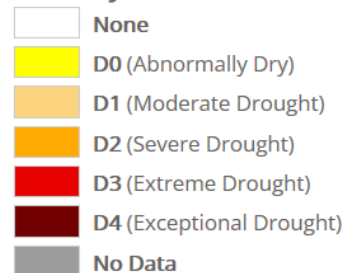 None
D0 (Abnormally Dry)
D1 (Moderate Drought)
D2 (Severe Drought)
D3 (Extreme Drought)
D4 (Exceptional Drought)
No Data